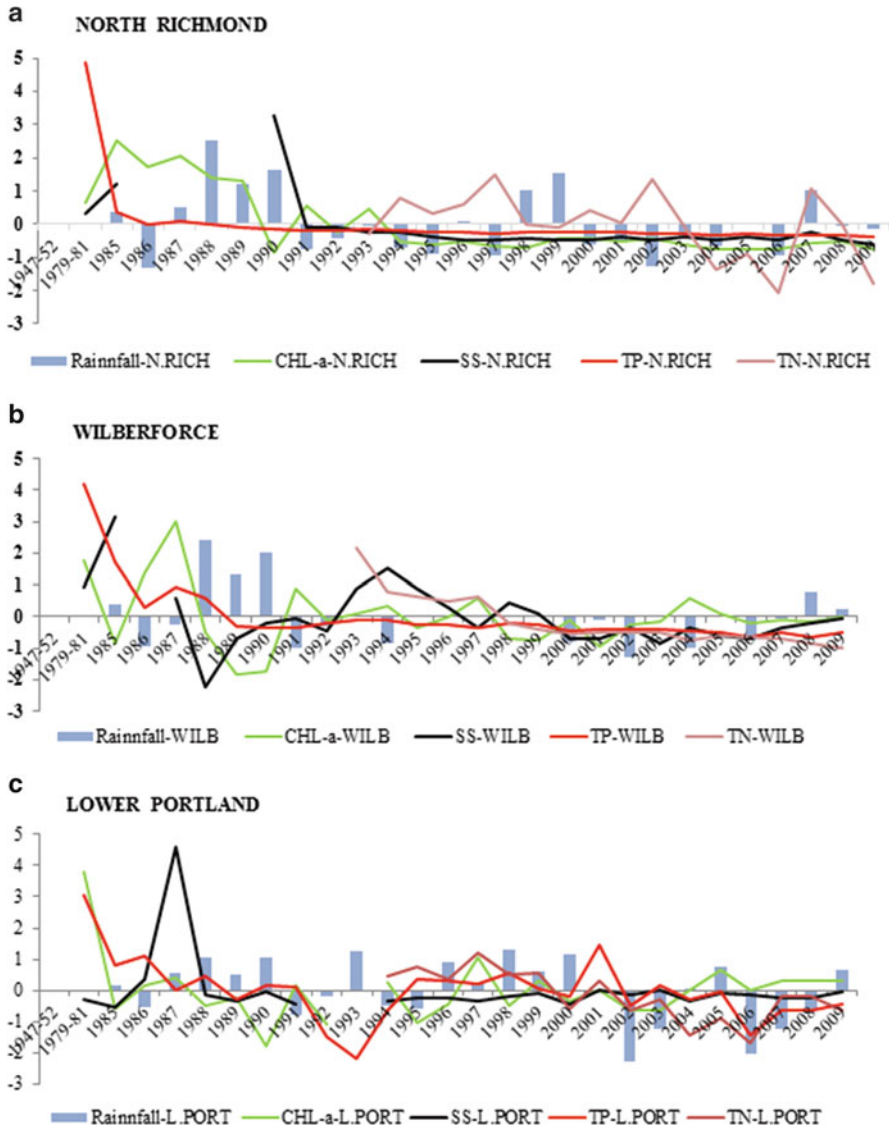 a
NORTH RICHMOND
5
4
3
2
1
0
-1
-2
-3
1947-52 1979-81 1985 1986 1987 1988 1989 1990 1991 1992 1993 1994 1995 1996 1997 1998 1999 2000 2001 2002 2003 2004 2005 2006 2007 2008 2009
Rainnfall-N.RICH CHL-a-N.RICH SS-N.RICH TP-N.RICH TN-N.RICH
b
WILBERFORCE
5
4
3
2
1
0
-1
-2
-3
1947-52 1979-81 1985 1986 1987 1988 1989 1990 1991 1992 1993 1994 1995 1996 1997 1998 1999 2000 2001 2002 2003 2004 2005 2006 2007 2008 2009
Rainnfall-WILB CHL-a-WILB SS-WILB TP-WILB TN-WILB
c
LOWER PORTLAND
5
4
3
2
1
0
-1
-2
-3
1947-52 1979-81 1985 1986 1987 1988 1989 1990 1991 1992 1993 1994 1995 1996 1997 1998 1999 2000 2001 2002 2003 2004 2005 2006 2007 2008 2009
Rainnfall-L.PORT CHL-a-L.PORT SS-L.PORT TP-L.PORT TN-L.PORT